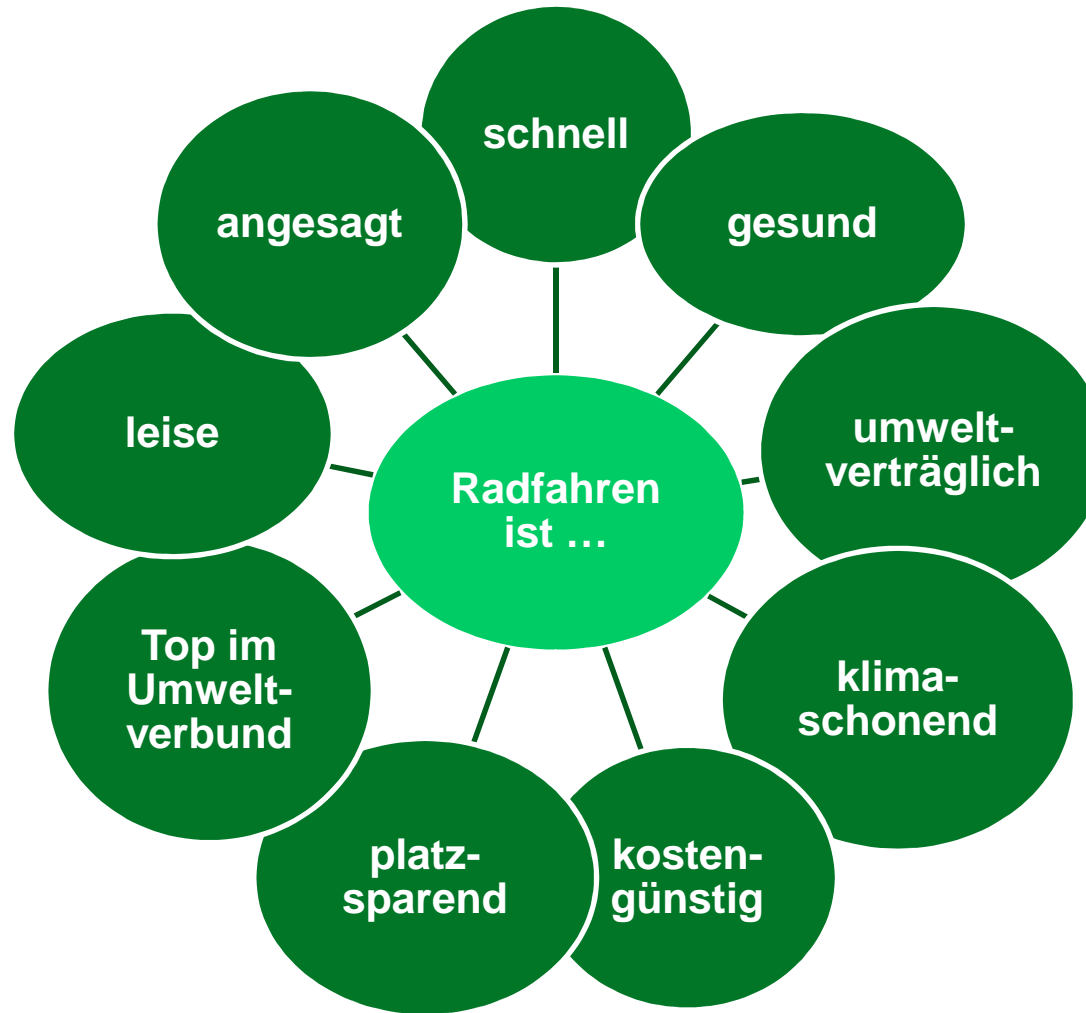 schnell
gesund
umwelt-
verträglich
klima-
schonend
kosten-
günstig
platz-
sparend
Top im
Umwelt-
verbund
leise
angesagt
Radfahren
ist …